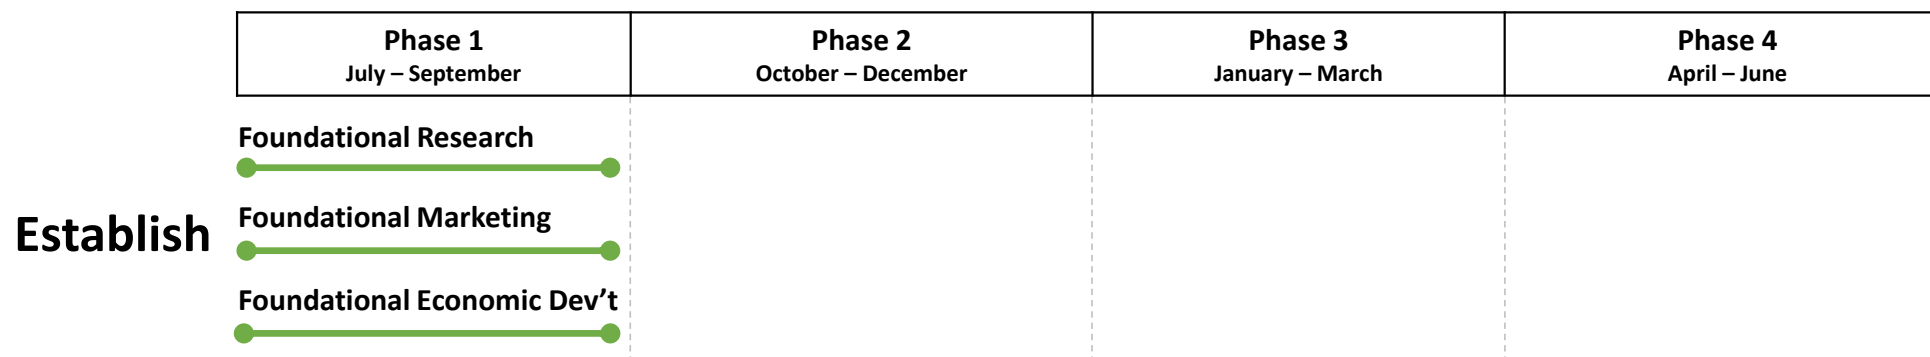 Phase 1
July – September
Phase 2
October – December
Phase 3
January – March
Phase 4
April – June
Establish
Foundational Research
Foundational Marketing
Foundational Economic Dev’t